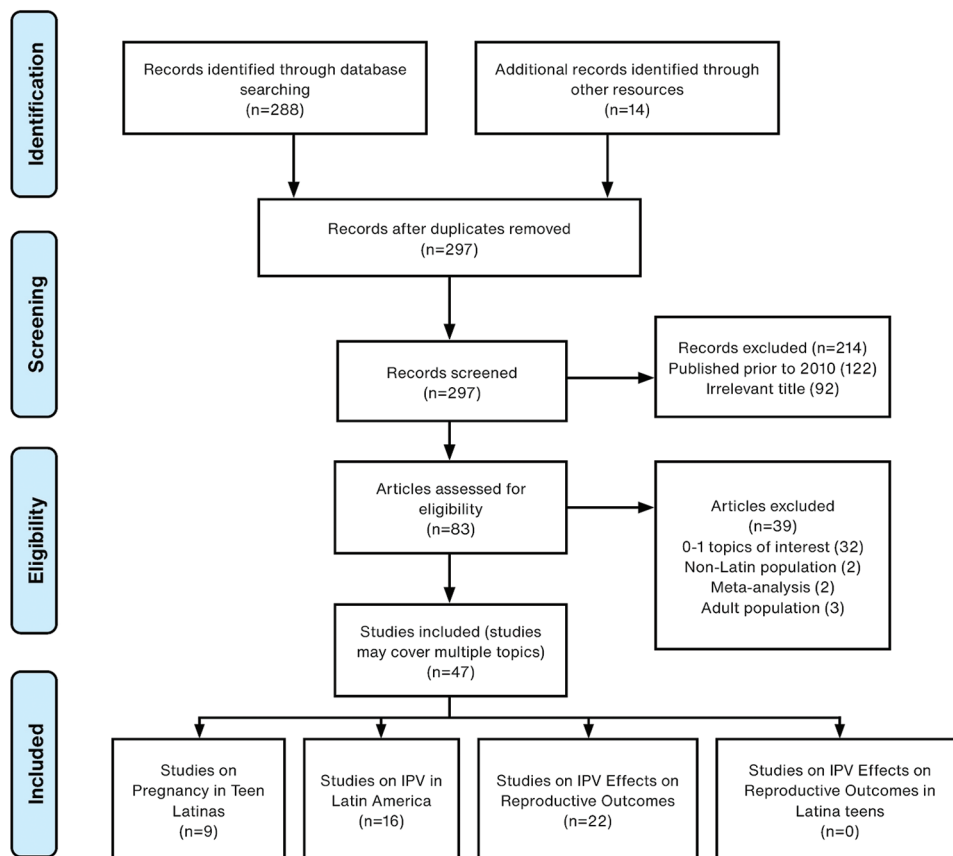 Identification
Records identified through database
searching
(n=288)
Additional records identified through
other resources
(n=14)
Records after duplicates removed
(n=297)
Screening
Records screened
(n=297)
Records excluded (n=214)
Published prior to 2010 (122)
Irrelevant title (92)
Eligibility
Articles assessed for
eligibility
(n=83)
Articles excluded
(n=39)
0-1 topics of interest (32)
Non-Latin population (2)
Meta-analysis (2)
Adult population (3)
Studies included (studies
may cover multiple topics)
(n=47)
Included
Studies on
Pregnancy in Teen
Latinas
(n=9)
Studies on IPV in
Latin America
(n=16)
Studies on IPV Effects on
Reproductive Outcomes
(n=22)
Studies on IPV Effects on
Reproductive Outcomes in
Latina teens
(n=0)